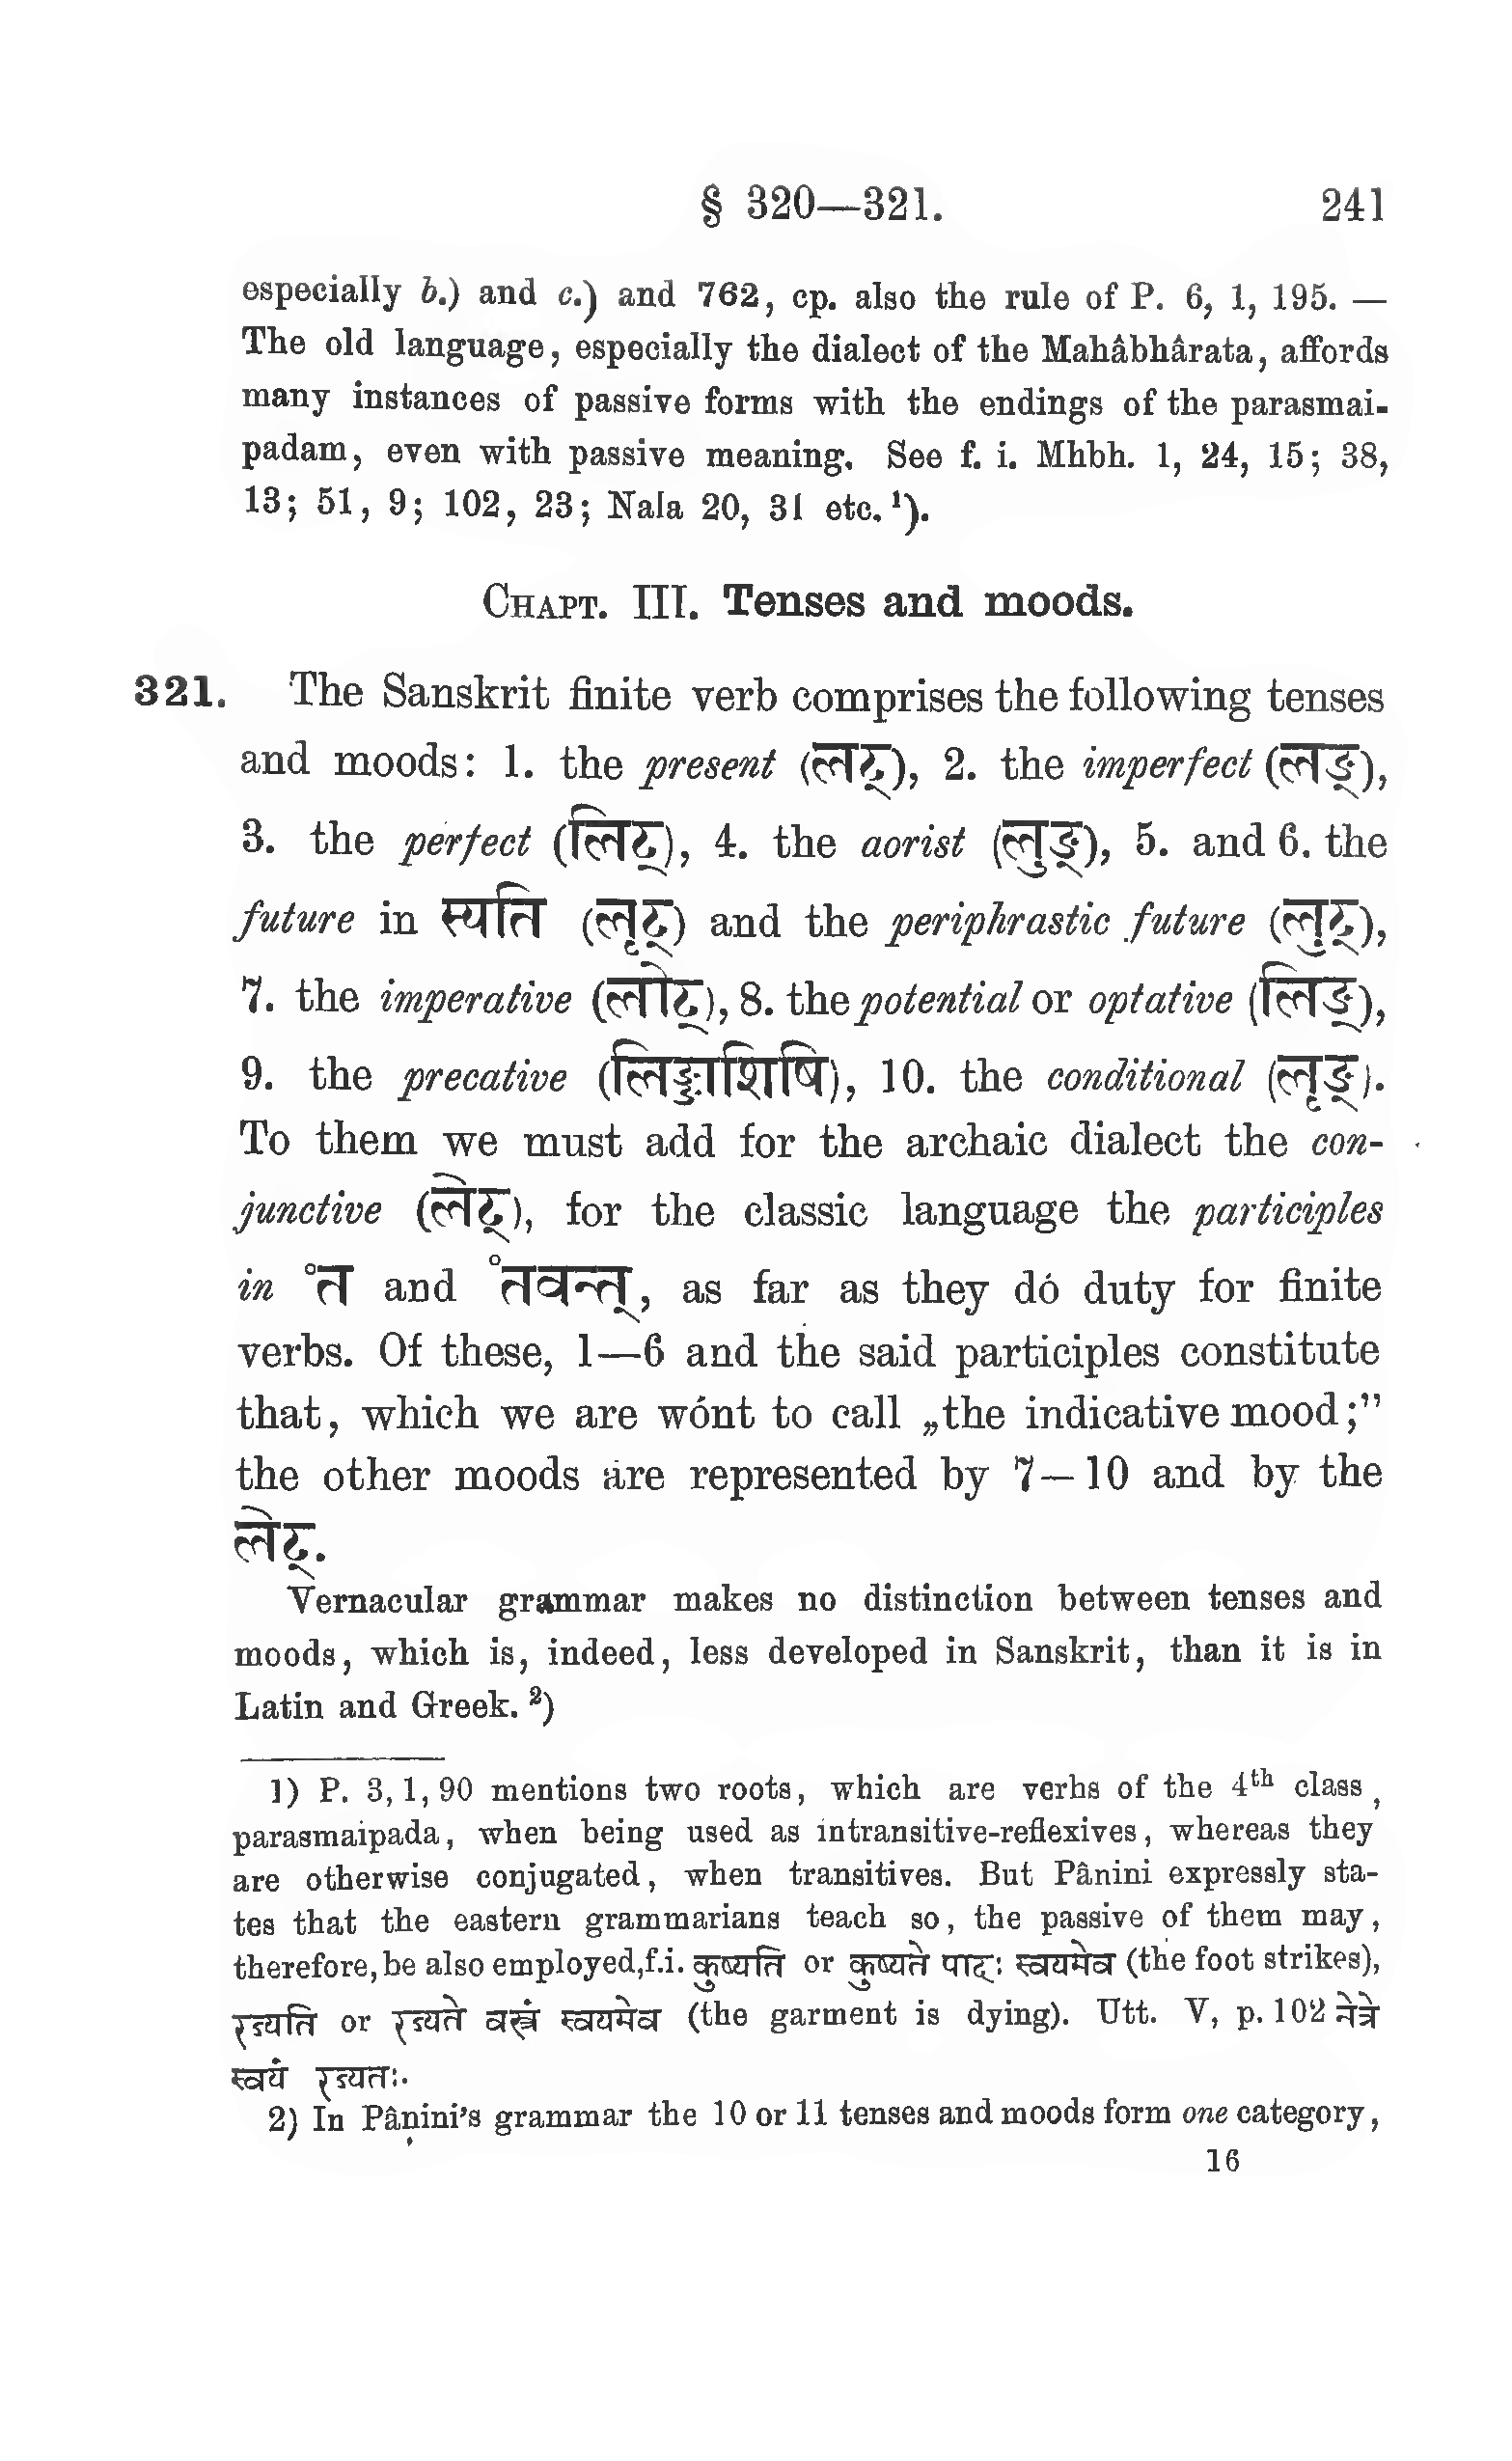 § 320—321. 241
especially b.) and c.) and 762, cp. also the rule of P. 6, 1, 195. —
The old language, especially the dialect of the Mahâbhârata, affords
many instances of passive forms with the endings of the parasmai-
padam, even with passive meaning. See f. i. Mhbh. 1, 24, 15; 38,
13; 51, 9; 102, 23; Nala 20, 31 etc. ¹).
CHAPT. III. Tenses and moods.
321. The Sanskrit finite verb comprises the following tenses
and moods: 1. the present (लट्), 2. the imperfect (लङ्),
3. the perfect (लिट्), 4. the aorist (लुङ्), 5. and 6. the
future in स्यति (लृट्) and the periphrastic future (लुट्),
7. the imperative (लोट्), 8. the potential or optative (लिङ्),
9. the precative (लिङाशिषि), 10. the conditional (लृङ्).
To them we must add for the archaic dialect the con-
junctive (लेट्), for the classic language the participles
in °त and °तवन्त्, as far as they dó duty for finite
verbs. Of these, 1—6 and the said participles constitute
that, which we are wónt to call „the indicative mood;”
the other moods are represented by 7—10 and by the
लेट्.
Vernacular grammar makes no distinction between tenses and
moods, which is, indeed, less developed in Sanskrit, than it is in
Latin and Greek. ²)
1) P. 3, 1, 90 mentions two roots, which are verbs of the 4th class,
parasmaipada, when being used as intransitive-reflexives, whereas they
are otherwise conjugated, when transitives. But Pânini expressly sta-
tes that the eastern grammarians teach so, the passive of them may,
therefore, be also employed, f.i. कुष्यति or कुष्यते पादः स्वयमेव (the foot strikes),
रज्यति or रज्यते वस्त्रं स्वयमेव (the garment is dying). Utt. V, p. 102 नेत्रे
स्वयं रज्यतः.
2) In Pâṇini’s grammar the 10 or 11 tenses and moods form one category,
16